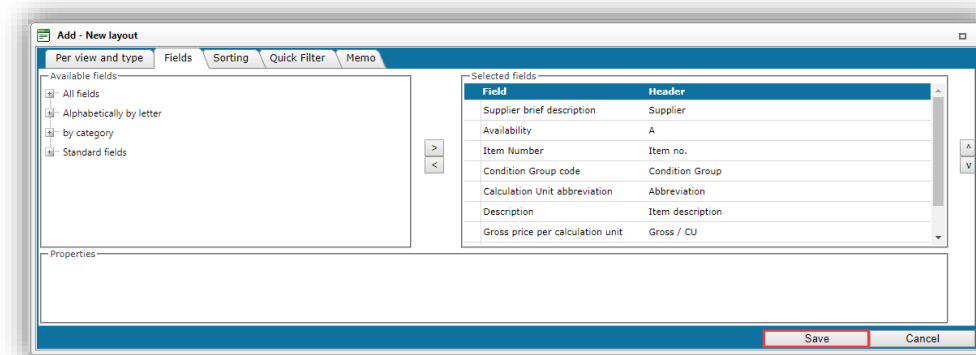 Add - New layout
Per view and type Fields Sorting Quick Filter Memo
Available fields
All fields
Alphabetically by letter
by category
Standard fields
>
<
Selected fields
Field Header
Supplier brief description Supplier
Availability A
Item Number Item no.
Condition Group code Condition Group
Calculation Unit abbreviation Abbreviation
Description Item description
Gross price per calculation unit Gross / CU
^
v
Properties
Save Cancel